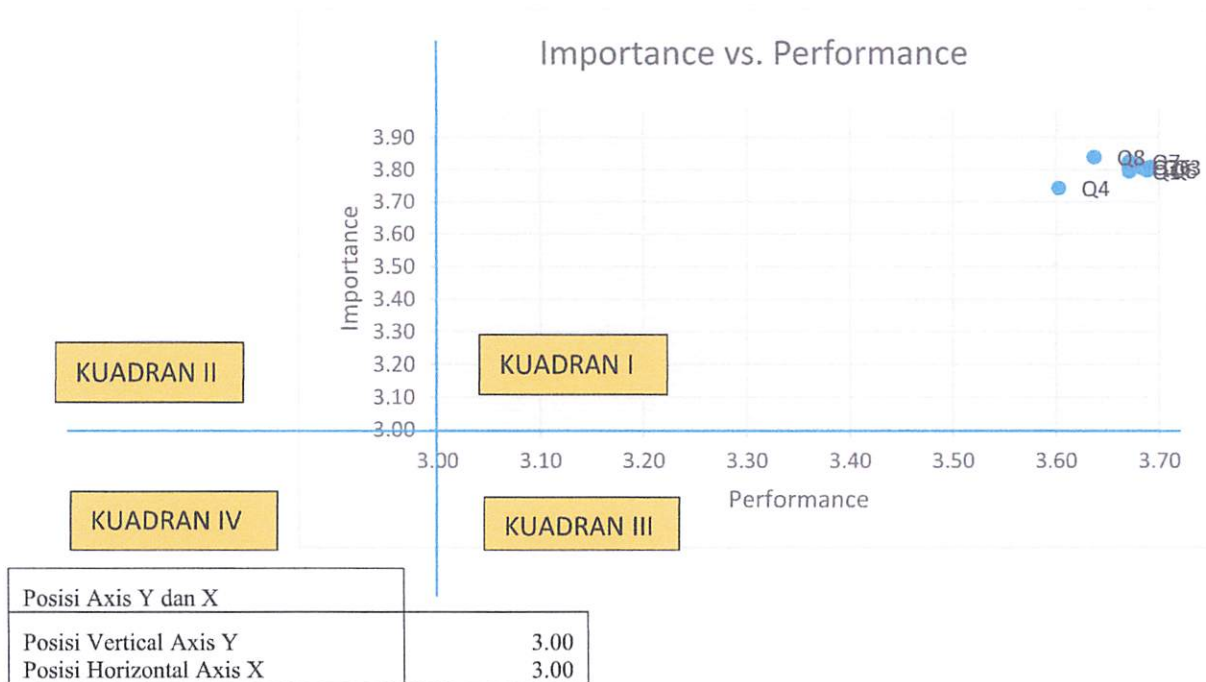 Importance vs. Performance
Importance
3.90
3.80
3.70
3.60
3.50
3.40
3.30
3.20
3.10
3.00
Q8
Q7
Q4
KUADRAN II
KUADRAN I
3.00 3.10 3.20 3.30 3.40 3.50 3.60 3.70
Performance
KUADRAN IV
KUADRAN III
Posisi Axis Y dan X
Posisi Vertical Axis Y 3.00
Posisi Horizontal Axis X 3.00